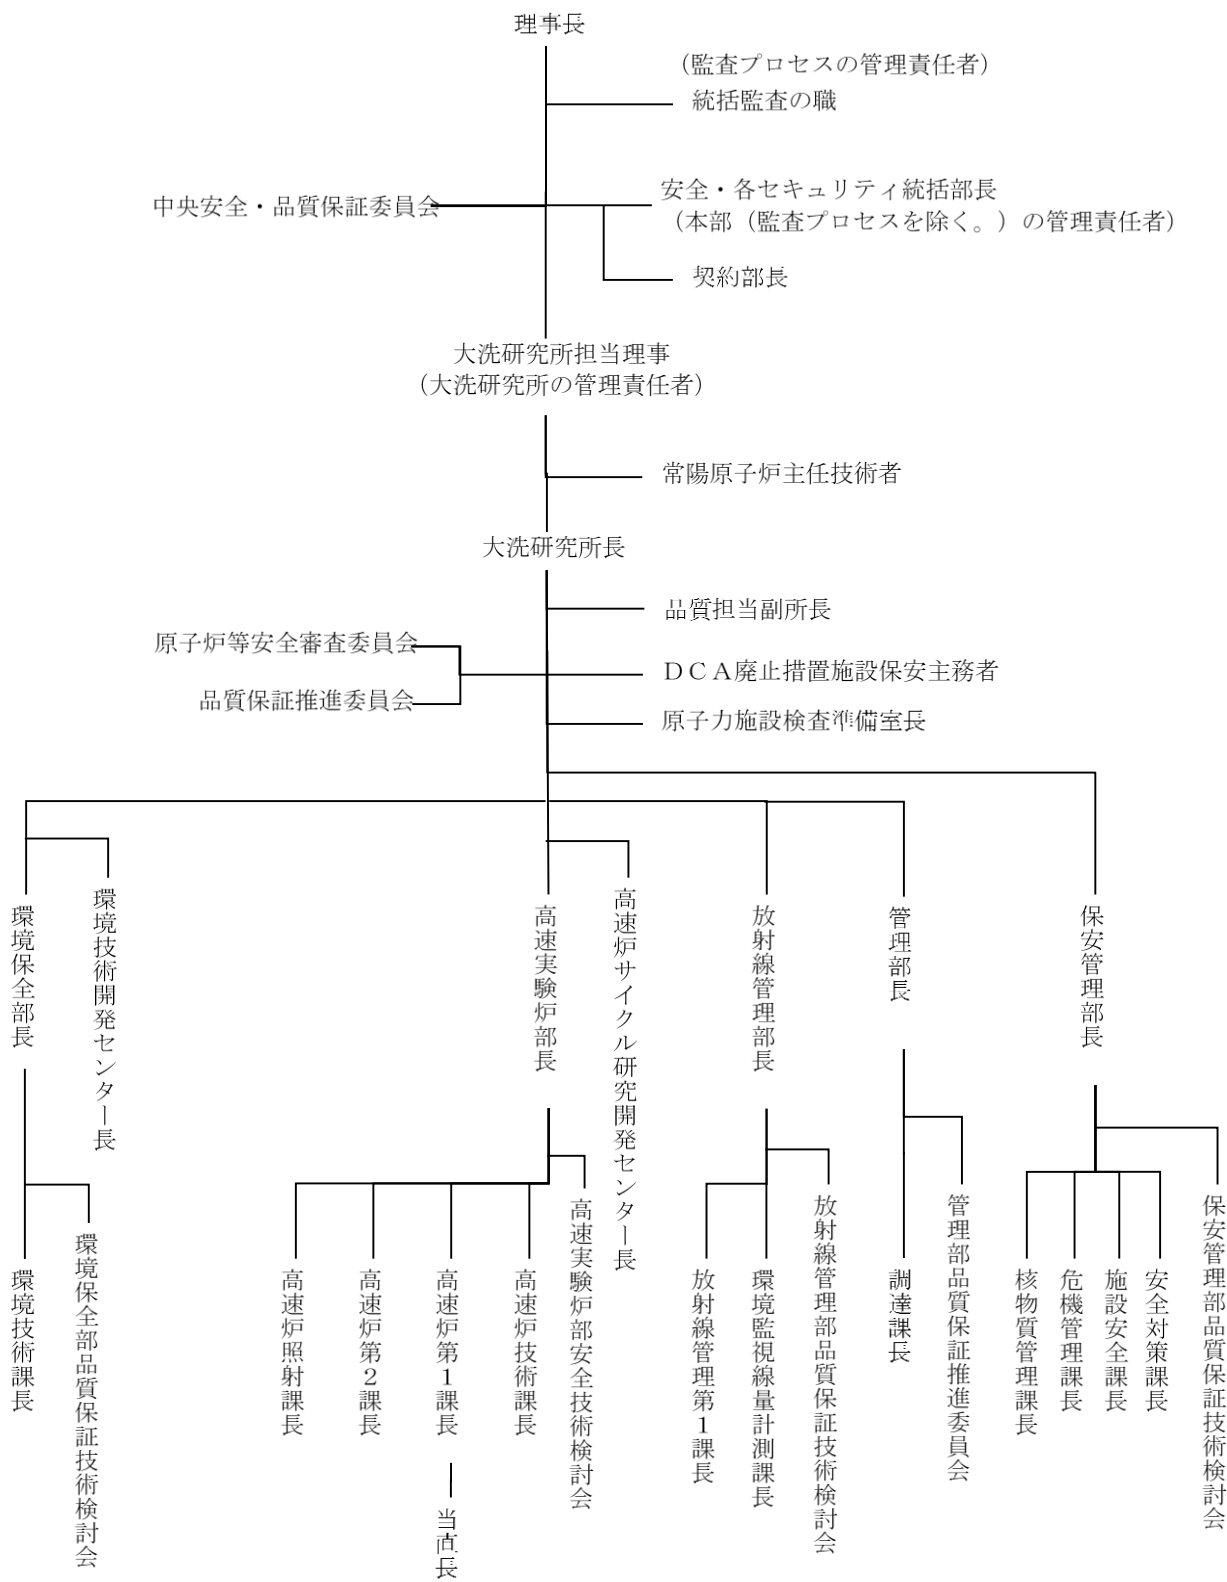 理事長
（監査プロセスの管理責任者）
統括監査の職
中央安全・品質保証委員会
安全・各セキュリティ統括部長
（本部（監査プロセスを除く。）の管理責任者）
契約部長
大洗研究所担当理事
（大洗研究所の管理責任者）
常陽原子炉主任技術者
大洗研究所長
品質担当副所長
原子炉等安全審査委員会
ＤＣＡ廃止措置施設保安主務者
品質保証推進委員会
原子力施設検査準備室長
環境保全部長
環境技術開発センター長
高速実験炉部長
高速炉サイクル研究開発センター長
放射線管理部長
管理部長
保安管理部長
環境技術課長
環境保全部品質保証技術検討会
高速炉照射課長
高速炉第２課長
高速炉第１課長
高速炉技術課長
高速実験炉部安全技術検討会
放射線管理第１課長
環境監視線量計測課長
放射線管理部品質保証技術検討会
調達課長
管理部品質保証推進委員会
核物質管理課長
危機管理課長
施設安全課長
安全対策課長
保安管理部品質保証技術検討会
当直長